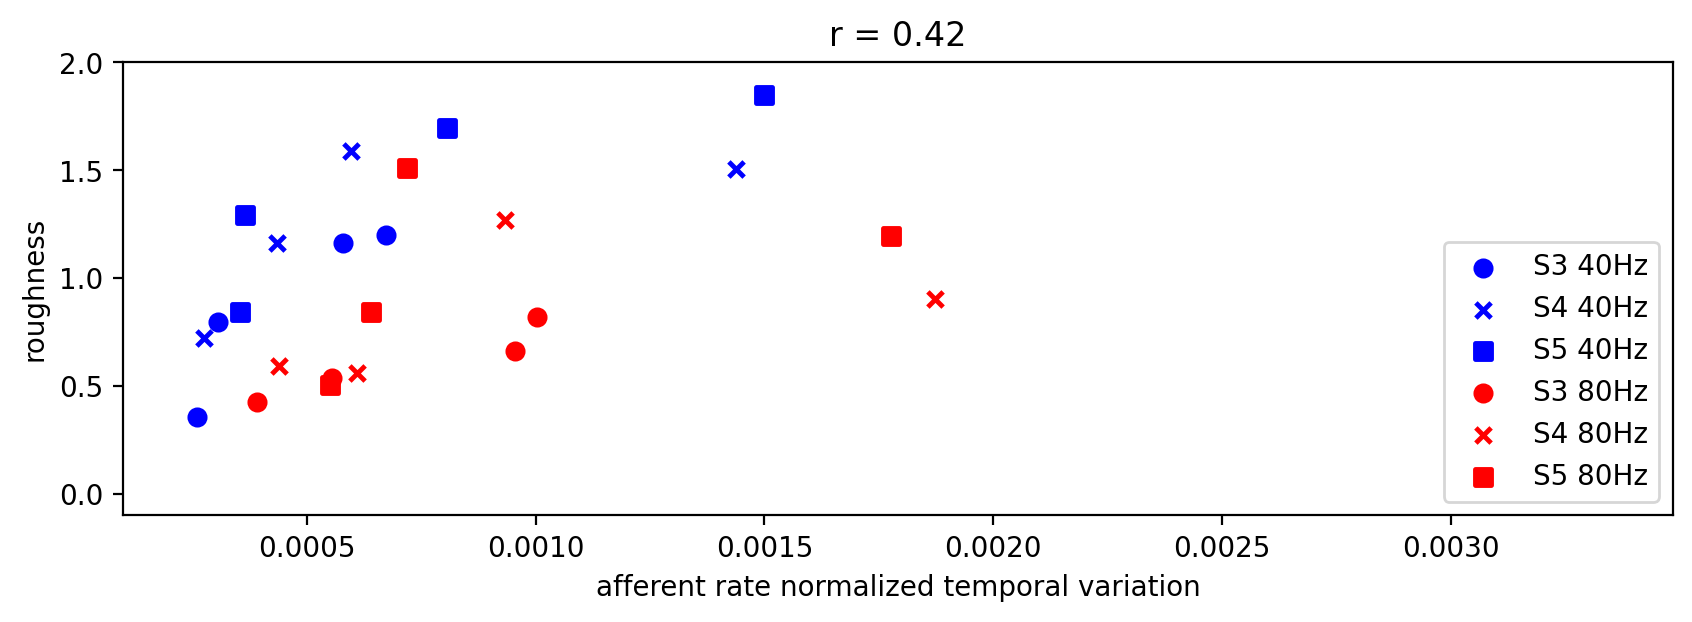 r = 0.42
2.0
1.5
1.0
0.5
0.0
roughness
S3 40Hz
S4 40Hz
S5 40Hz
S3 80Hz
S4 80Hz
S5 80Hz
0.0005 0.0010 0.0015 0.0020 0.0025 0.0030
afferent rate normalized temporal variation